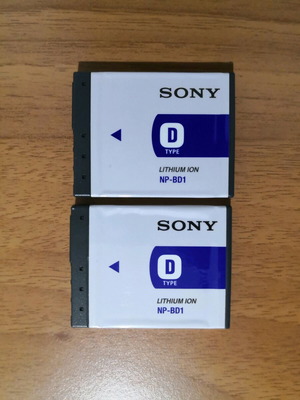 SONY
D
TYPE
LITHIUM ION
NP-BD1
SONY
D
TYPE
LITHIUM ION
NP-BD1